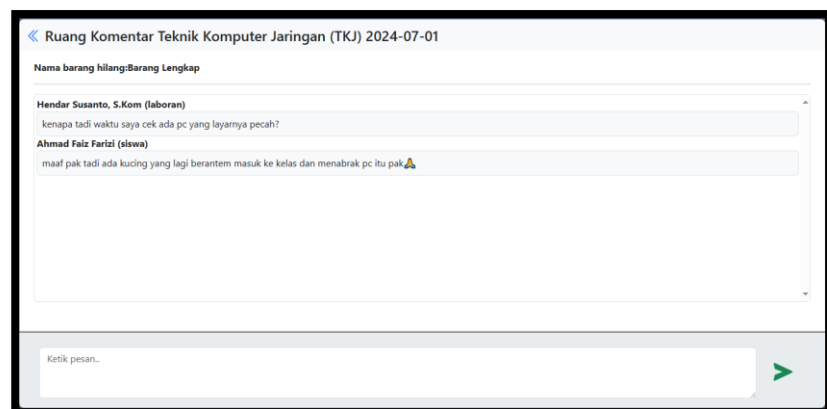 Ruang Komentar Teknik Komputer Jaringan (TKJ) 2024-07-01
Nama barang hilang:Barang Lengkap
Hendar Susanto, S.Kom (laboran)
kenapa tadi waktu saya cek ada pc yang layarnya pecah?
Ahmad Faiz Farizi (siswa)
maaf pak tadi ada kucing yang lagi berantem masuk ke kelas dan menabrak pc itu pak🙏
Ketik pesan..